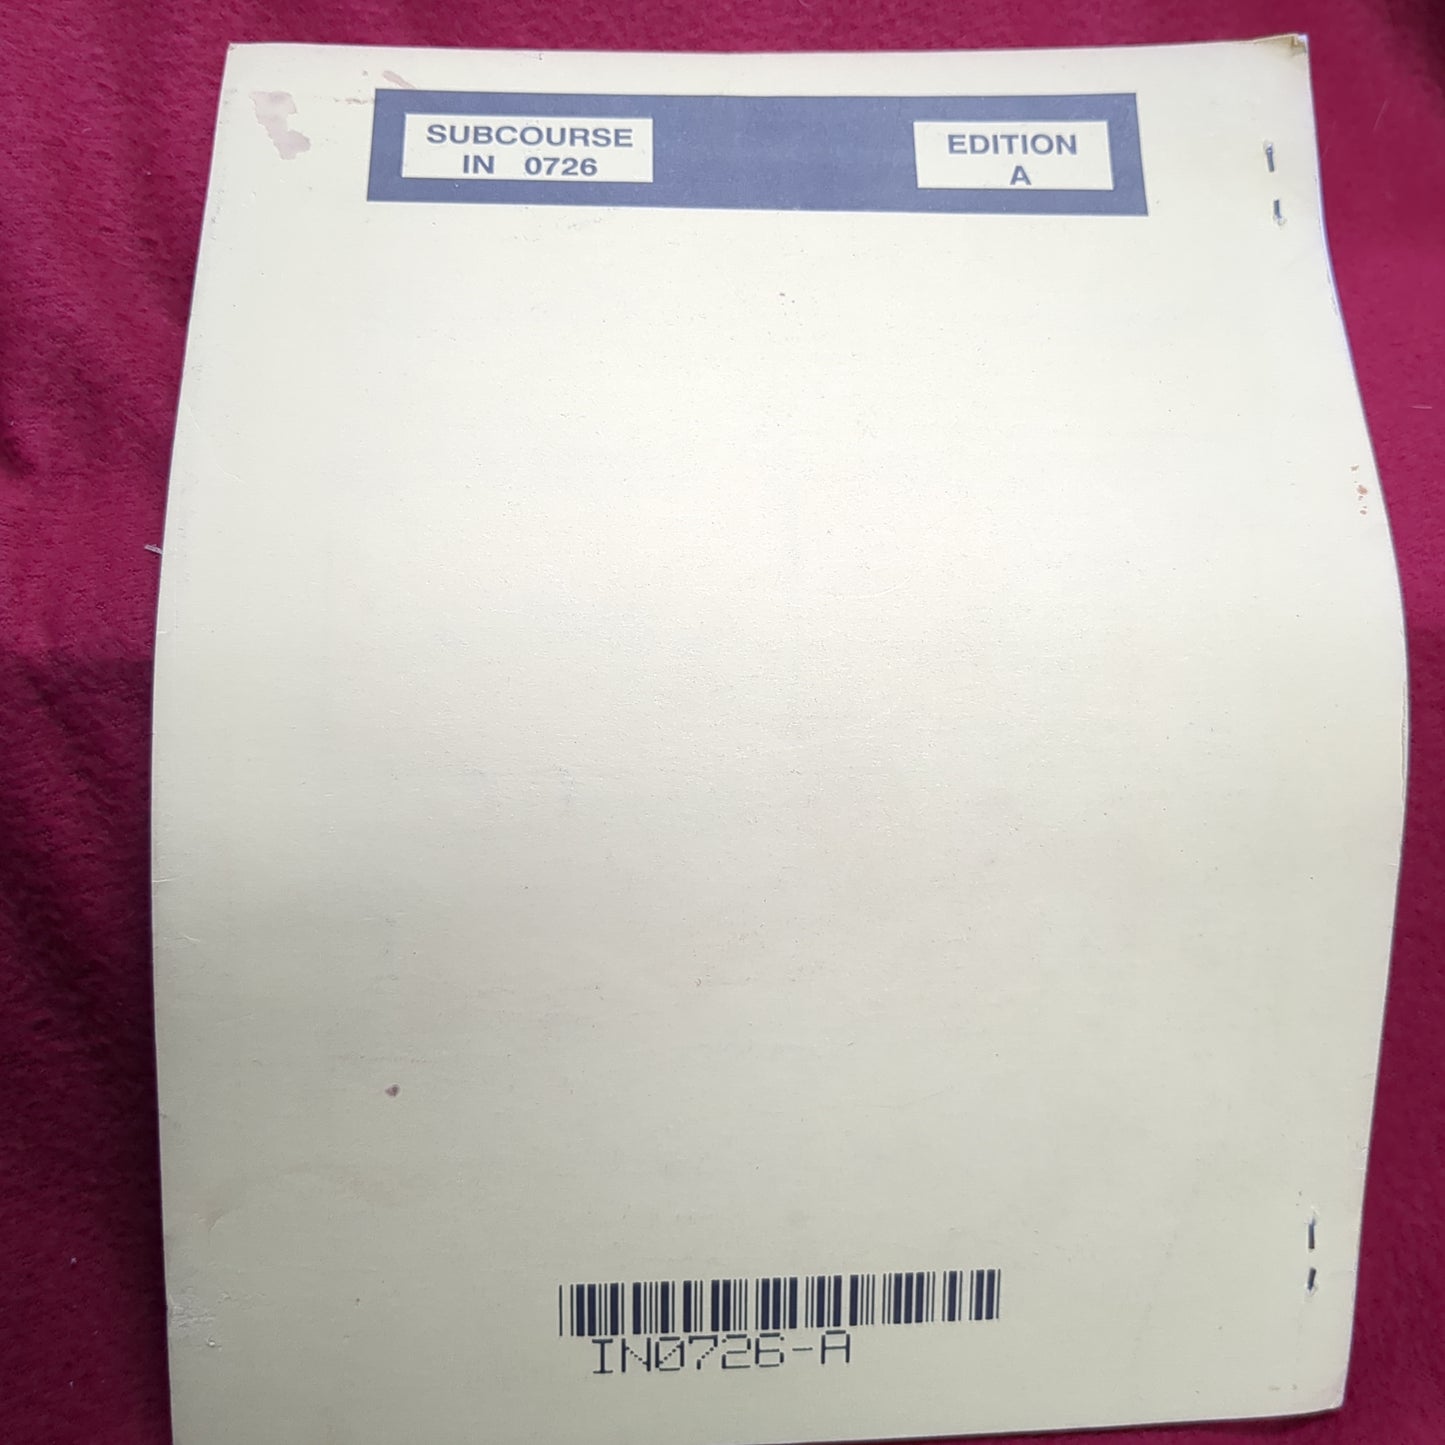 SUBCOURSE
IN 0726
EDITION
A
IN0726-A